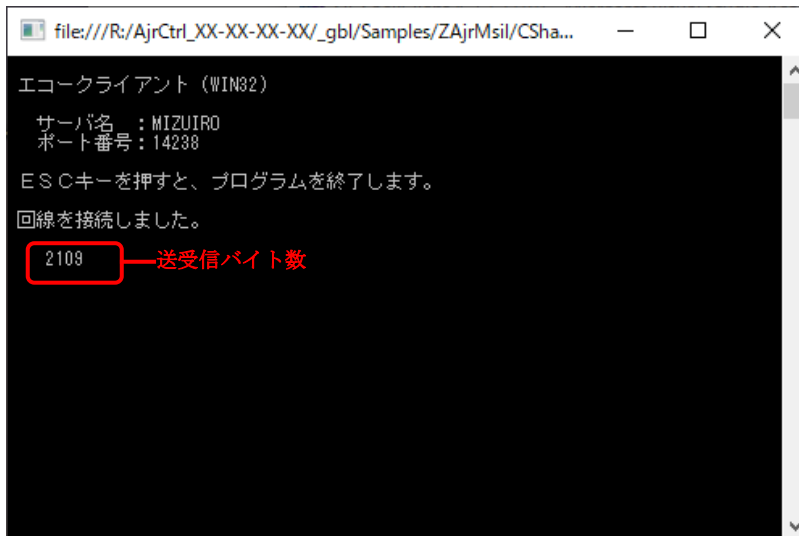 file:///R:/AjrCtrl_XX-XX-XX-XX/_gbl/Samples/ZAjrMsil/CSha...
エコークライアント (WIN32)
サーバ名 :MIZUIRO
ポート番号:14238
ＥＳＣキーを押すと、プログラムを終了します。
回線を接続しました。
2109 送受信バイト数